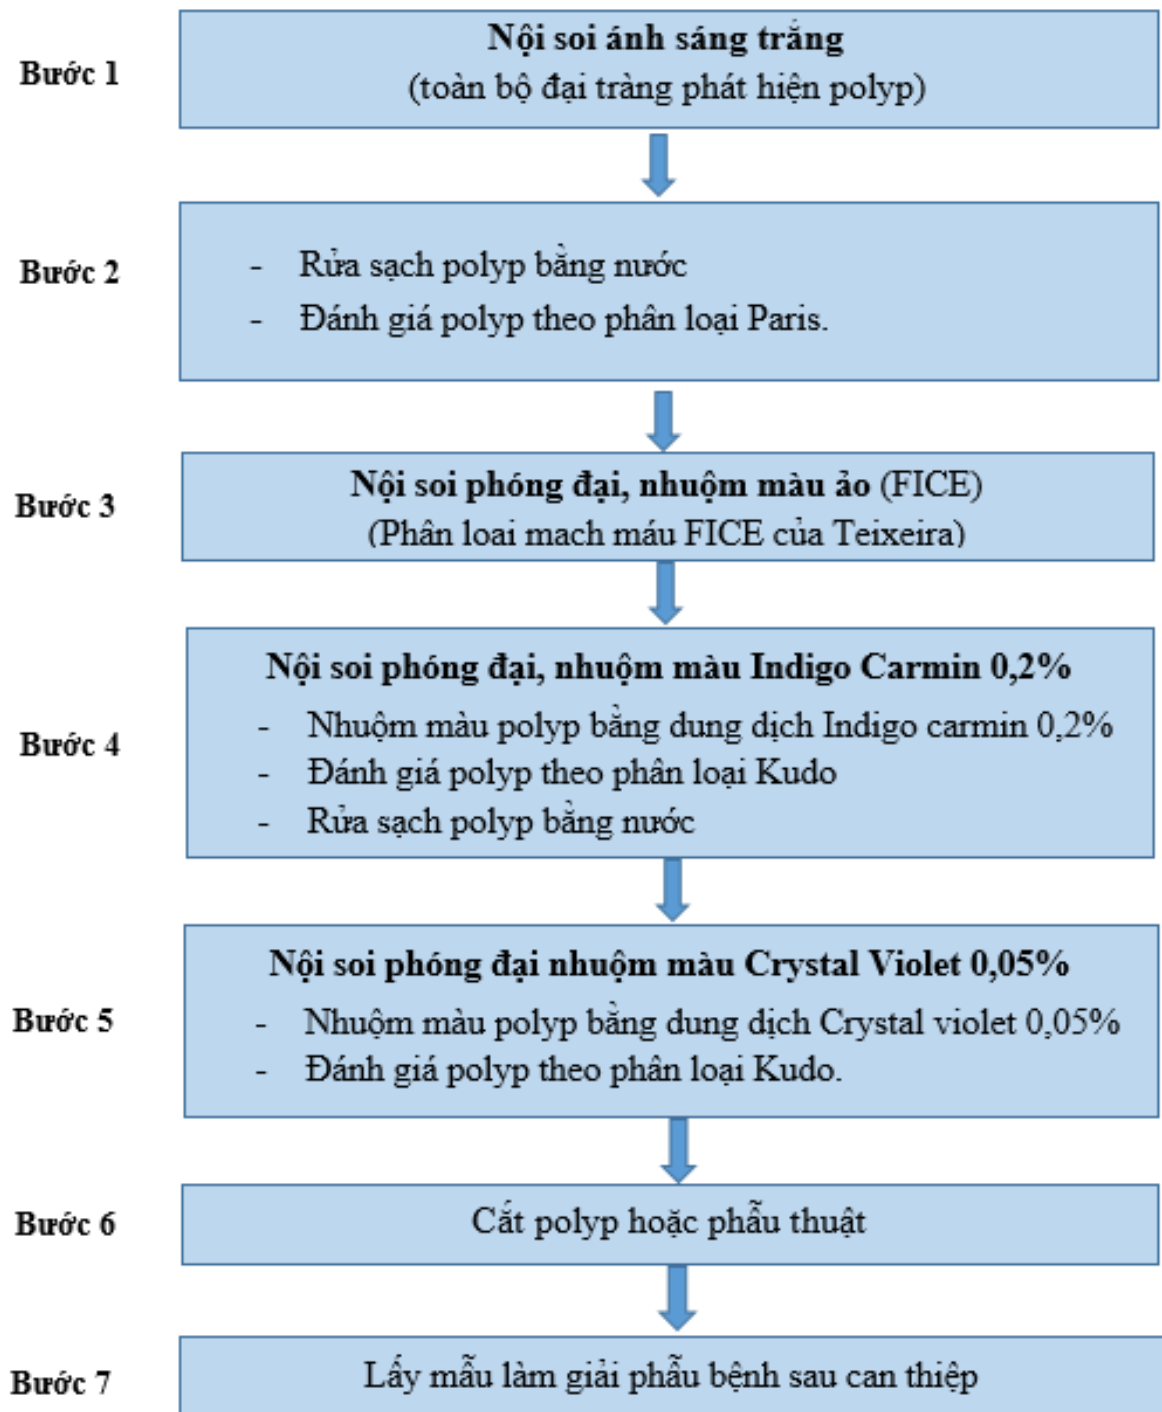 Bước 1
Nội soi ánh sáng trắng
(toàn bộ đại tràng phát hiện polyp)
Bước 2
- Rửa sạch polyp bằng nước
- Đánh giá polyp theo phân loại Paris.
Bước 3
Nội soi phóng đại, nhuộm màu ảo (FICE)
(Phân loai mach máu FICE của Teixeira)
Bước 4
Nội soi phóng đại, nhuộm màu Indigo Carmin 0,2%
- Nhuộm màu polyp bằng dung dịch Indigo carmin 0,2%
- Đánh giá polyp theo phân loại Kudo
- Rửa sạch polyp bằng nước
Bước 5
Nội soi phóng đại nhuộm màu Crystal Violet 0,05%
- Nhuộm màu polyp bằng dung dịch Crystal violet 0,05%
- Đánh giá polyp theo phân loại Kudo.
Bước 6
Cắt polyp hoặc phẫu thuật
Bước 7
Lấy mẫu làm giải phẫu bệnh sau can thiệp